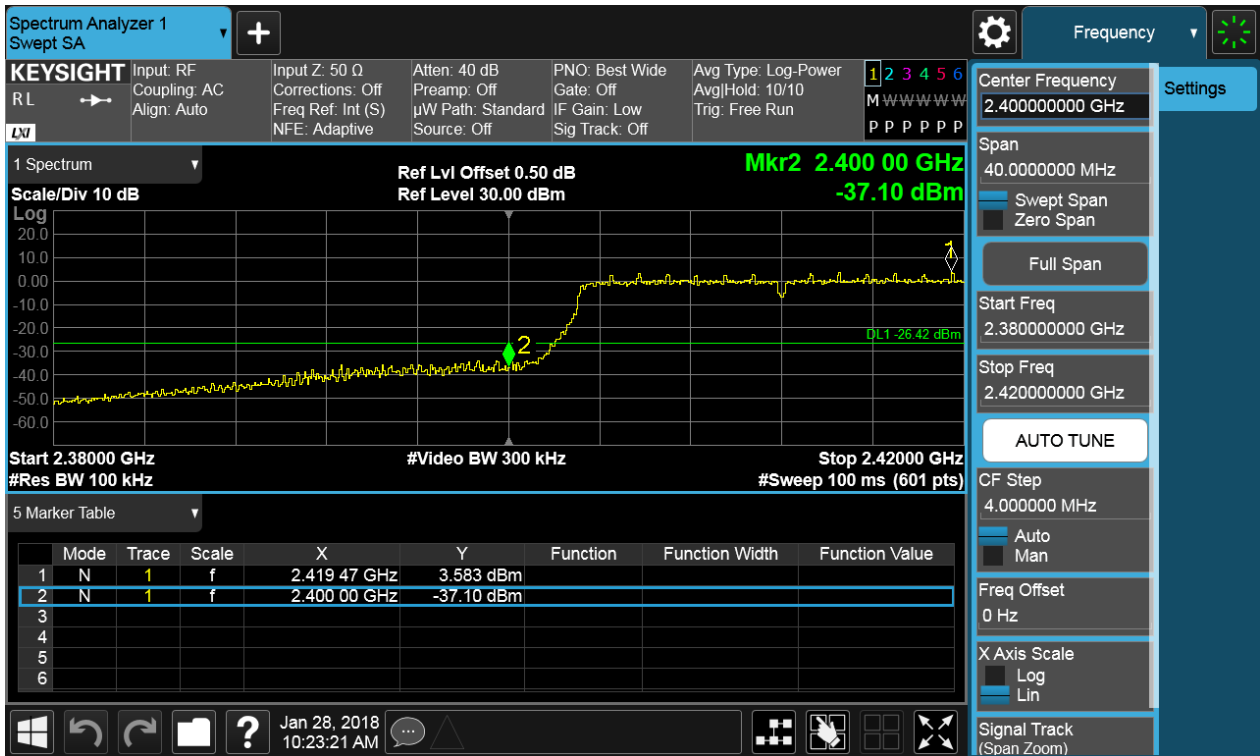 Spectrum Analyzer 1
Swept SA
+
Frequency
KEYSIGHT
R L
LXI
Input: RF
Coupling: AC
Align: Auto
Input Z: 50 Ω
Corrections: Off
Freq Ref: Int (S)
NFE: Adaptive
Atten: 40 dB
Preamp: Off
µW Path: Standard
Source: Off
PNO: Best Wide
Gate: Off
IF Gain: Low
Sig Track: Off
Avg Type: Log-Power
Avg|Hold: 10/10
Trig: Free Run
1 2 3 4 5 6
M W W W W W
P P P P P P
1 Spectrum
Scale/Div 10 dB
Ref Lvl Offset 0.50 dB
Ref Level 30.00 dBm
Mkr2 2.400 00 GHz
-37.10 dBm
Log
20.0
10.0
0.00
-10.0
-20.0
-30.0
-40.0
-50.0
-60.0
1
2
DL1 -26.42 dBm
Start 2.38000 GHz
#Res BW 100 kHz
#Video BW 300 kHz
Stop 2.42000 GHz
#Sweep 100 ms (601 pts)
5 Marker Table
Mode Trace Scale X Y Function Function Width Function Value
1 N 1 f 2.419 47 GHz 3.583 dBm
2 N 1 f 2.400 00 GHz -37.10 dBm
3
4
5
6
?
Jan 28, 2018
10:23:21 AM
Center Frequency
2.400000000 GHz
Span
40.0000000 MHz
Swept Span
Zero Span
Full Span
Start Freq
2.380000000 GHz
Stop Freq
2.420000000 GHz
AUTO TUNE
CF Step
4.000000 MHz
Auto
Man
Freq Offset
0 Hz
X Axis Scale
Log
Lin
Signal Track
(Span Zoom)
Settings